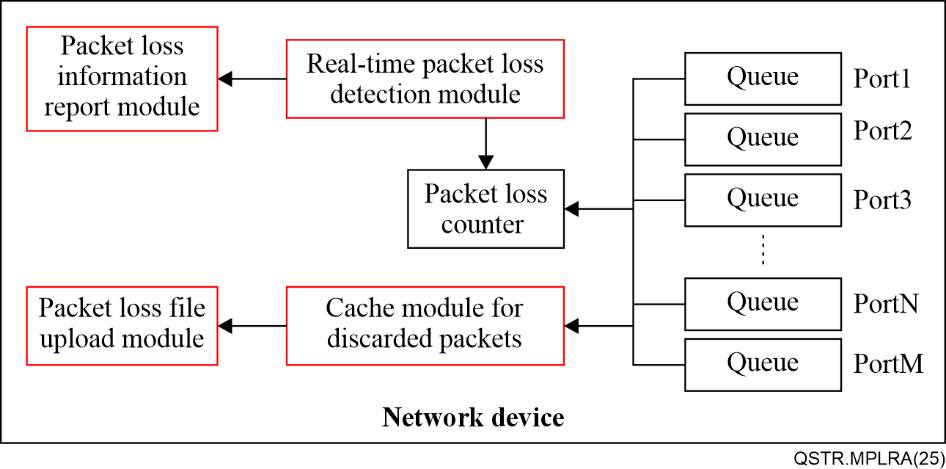 Packet loss
information
report module
Real-time packet loss
detection module
Queue
Port1
Queue
Port2
Packet loss
counter
Queue
Port3
Packet loss file
upload module
Cache module for
discarded packets
Queue
PortN
Queue
PortM
Network device
QSTR.MPLRA(25)